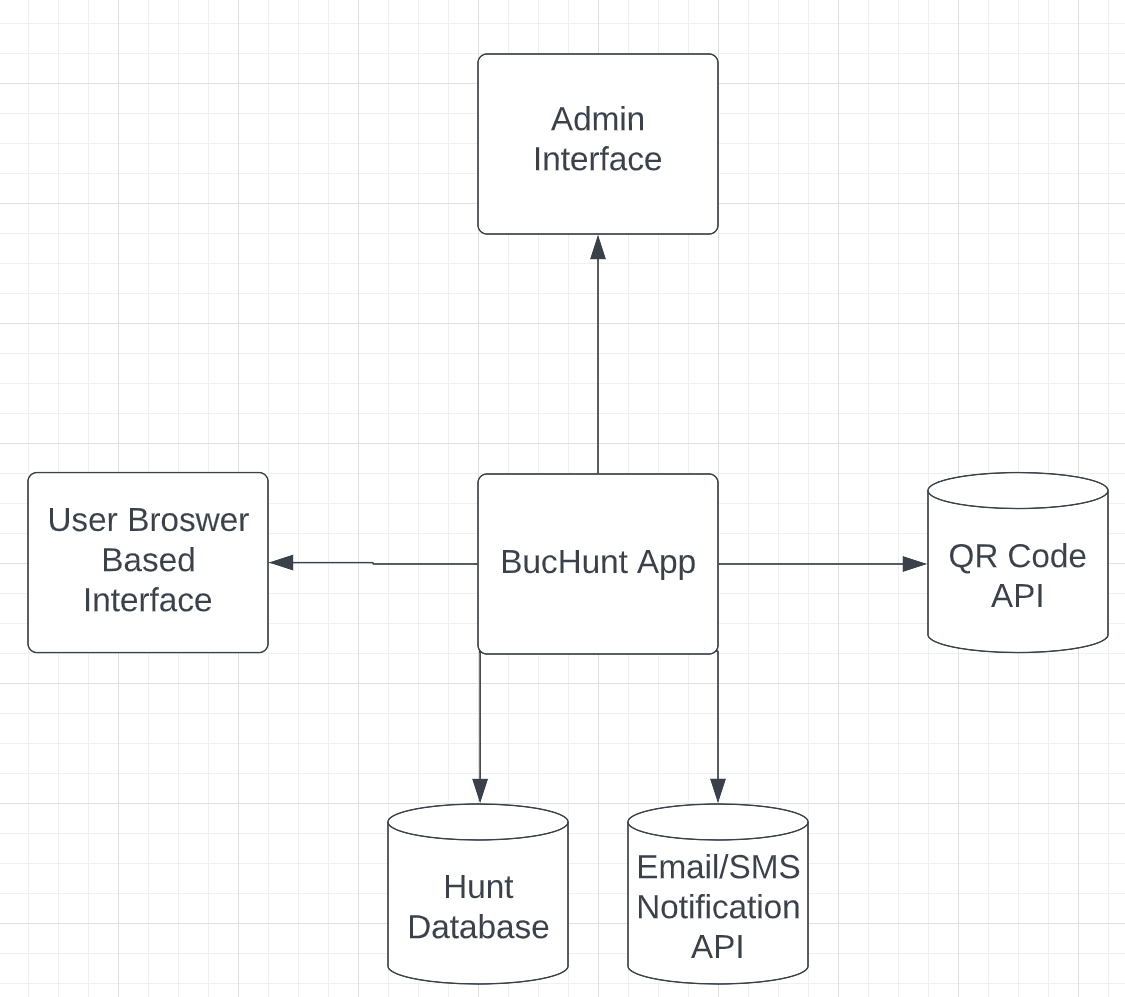 Admin
Interface
User Broswer
Based
Interface
BucHunt App
QR Code
API
Hunt
Database
Email/SMS
Notification
API